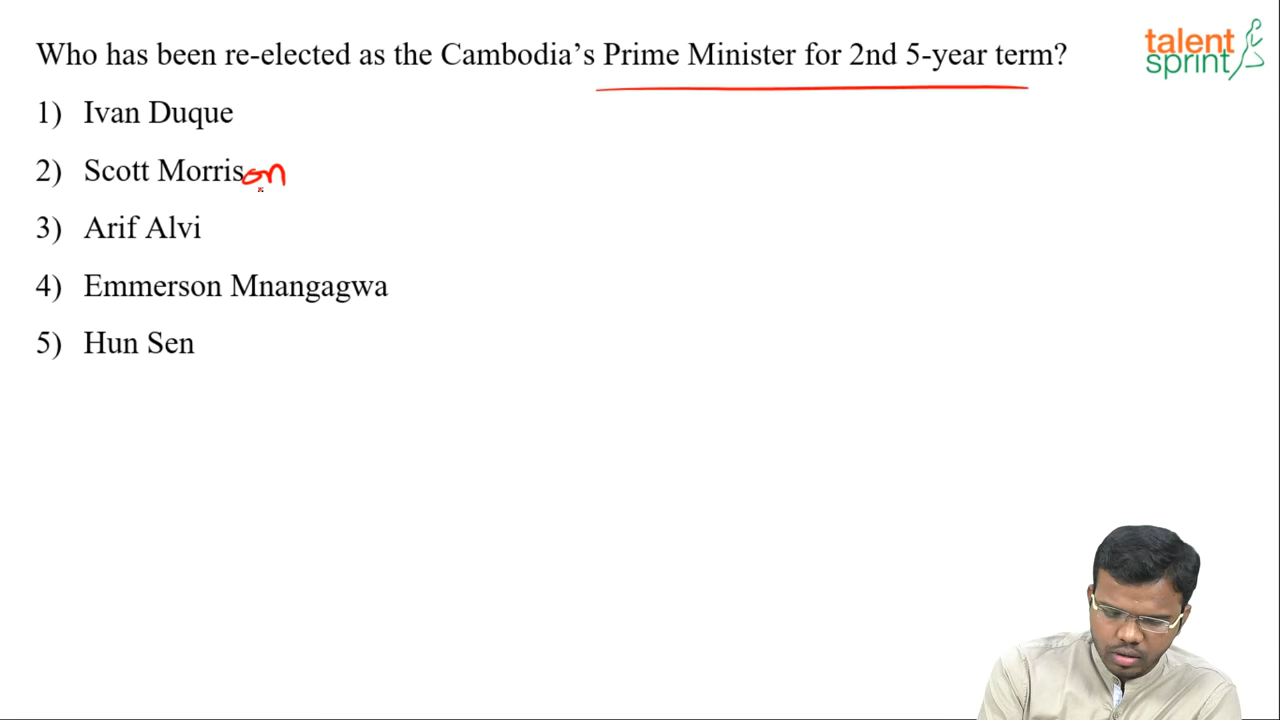 Who has been re-elected as the Cambodia’s Prime Minister for 2nd 5-year term?
talent
sprint
1) Ivan Duque
2) Scott Morrison
3) Arif Alvi
4) Emmerson Mnangagwa
5) Hun Sen